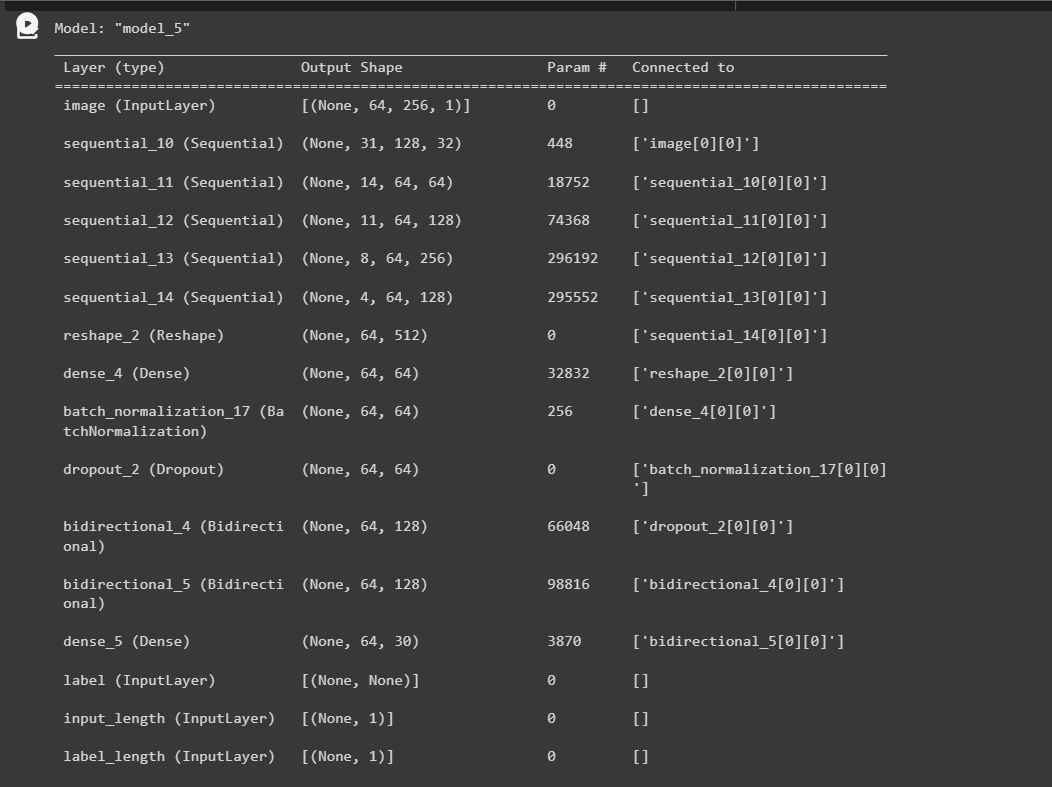 Model: "model_5"
Layer (type) Output Shape Param # Connected to
image (InputLayer) [(None, 64, 256, 1)] 0 []
sequential_10 (Sequential) (None, 31, 128, 32) 448 ['image[0][0]']
sequential_11 (Sequential) (None, 14, 64, 64) 18752 ['sequential_10[0][0]']
sequential_12 (Sequential) (None, 11, 64, 128) 74368 ['sequential_11[0][0]']
sequential_13 (Sequential) (None, 8, 64, 256) 296192 ['sequential_12[0][0]']
sequential_14 (Sequential) (None, 4, 64, 128) 295552 ['sequential_13[0][0]']
reshape_2 (Reshape) (None, 64, 512) 0 ['sequential_14[0][0]']
dense_4 (Dense) (None, 64, 64) 32832 ['reshape_2[0][0]']
batch_normalization_17 (Ba (None, 64, 64) 256 ['dense_4[0][0]']
tchNormalization)
dropout_2 (Dropout) (None, 64, 64) 0 ['batch_normalization_17[0][0]
']
bidirectional_4 (Bidirecti (None, 64, 128) 66048 ['dropout_2[0][0]']
onal)
bidirectional_5 (Bidirecti (None, 64, 128) 98816 ['bidirectional_4[0][0]']
onal)
dense_5 (Dense) (None, 64, 30) 3870 ['bidirectional_5[0][0]']
label (InputLayer) [(None, None)] 0 []
input_length (InputLayer) [(None, 1)] 0 []
label_length (InputLayer) [(None, 1)] 0 []